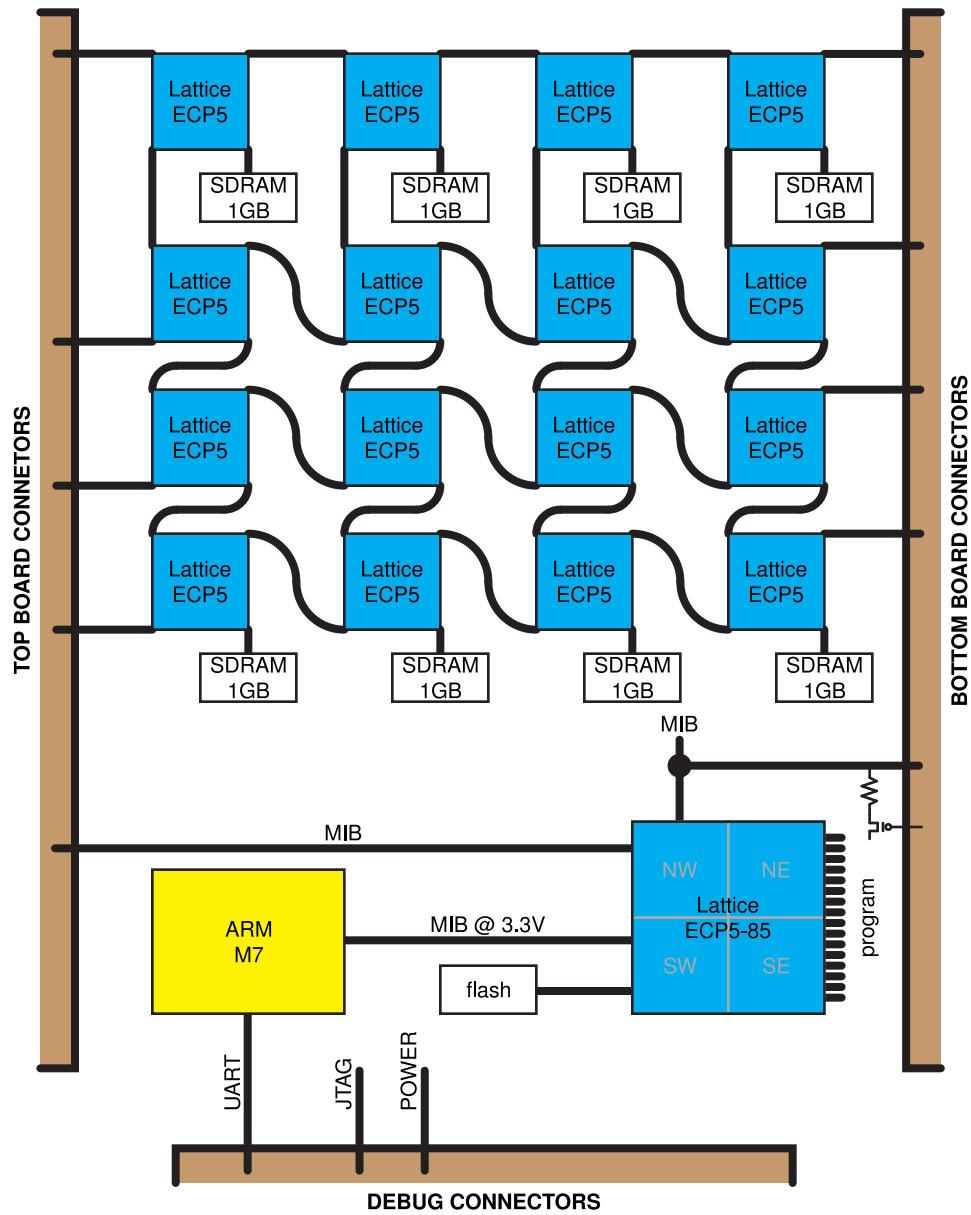 Lattice
ECP5
Lattice
ECP5
Lattice
ECP5
Lattice
ECP5
SDRAM
1GB
SDRAM
1GB
SDRAM
1GB
SDRAM
1GB
Lattice
ECP5
Lattice
ECP5
Lattice
ECP5
Lattice
ECP5
Lattice
ECP5
Lattice
ECP5
Lattice
ECP5
Lattice
ECP5
Lattice
ECP5
Lattice
ECP5
Lattice
ECP5
Lattice
ECP5
SDRAM
1GB
SDRAM
1GB
SDRAM
1GB
SDRAM
1GB
TOP BOARD CONNETORS
BOTTOM BOARD CONNECTORS
MIB
MIB
NW
NE
Lattice
ECP5-85
SW
SE
program
ARM
M7
MIB @ 3.3V
flash
UART
JTAG
POWER
DEBUG CONNECTORS